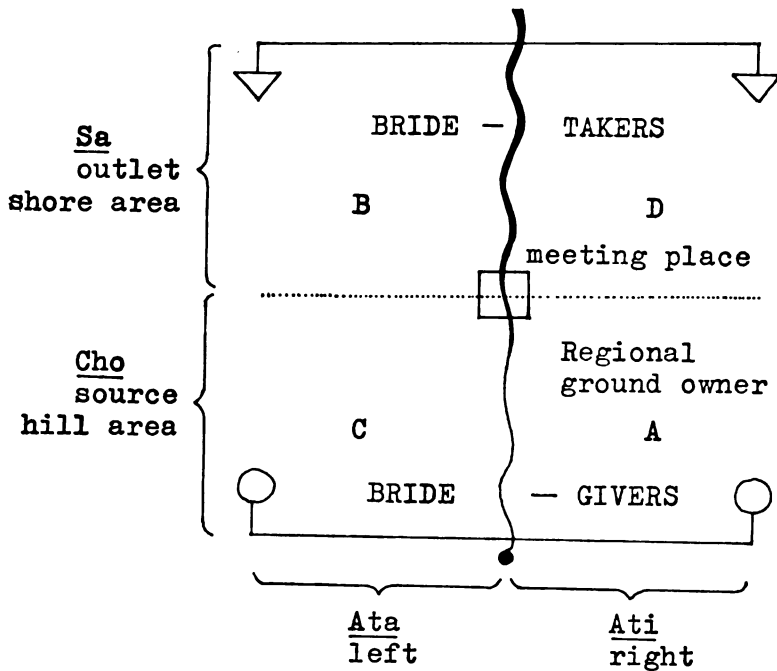 BRIDE — TAKERS
Sa
outlet
shore area
B D
meeting place
Cho
source
hill area
Regional
ground owner
C A
BRIDE — GIVERS
Ata
left
Ati
right